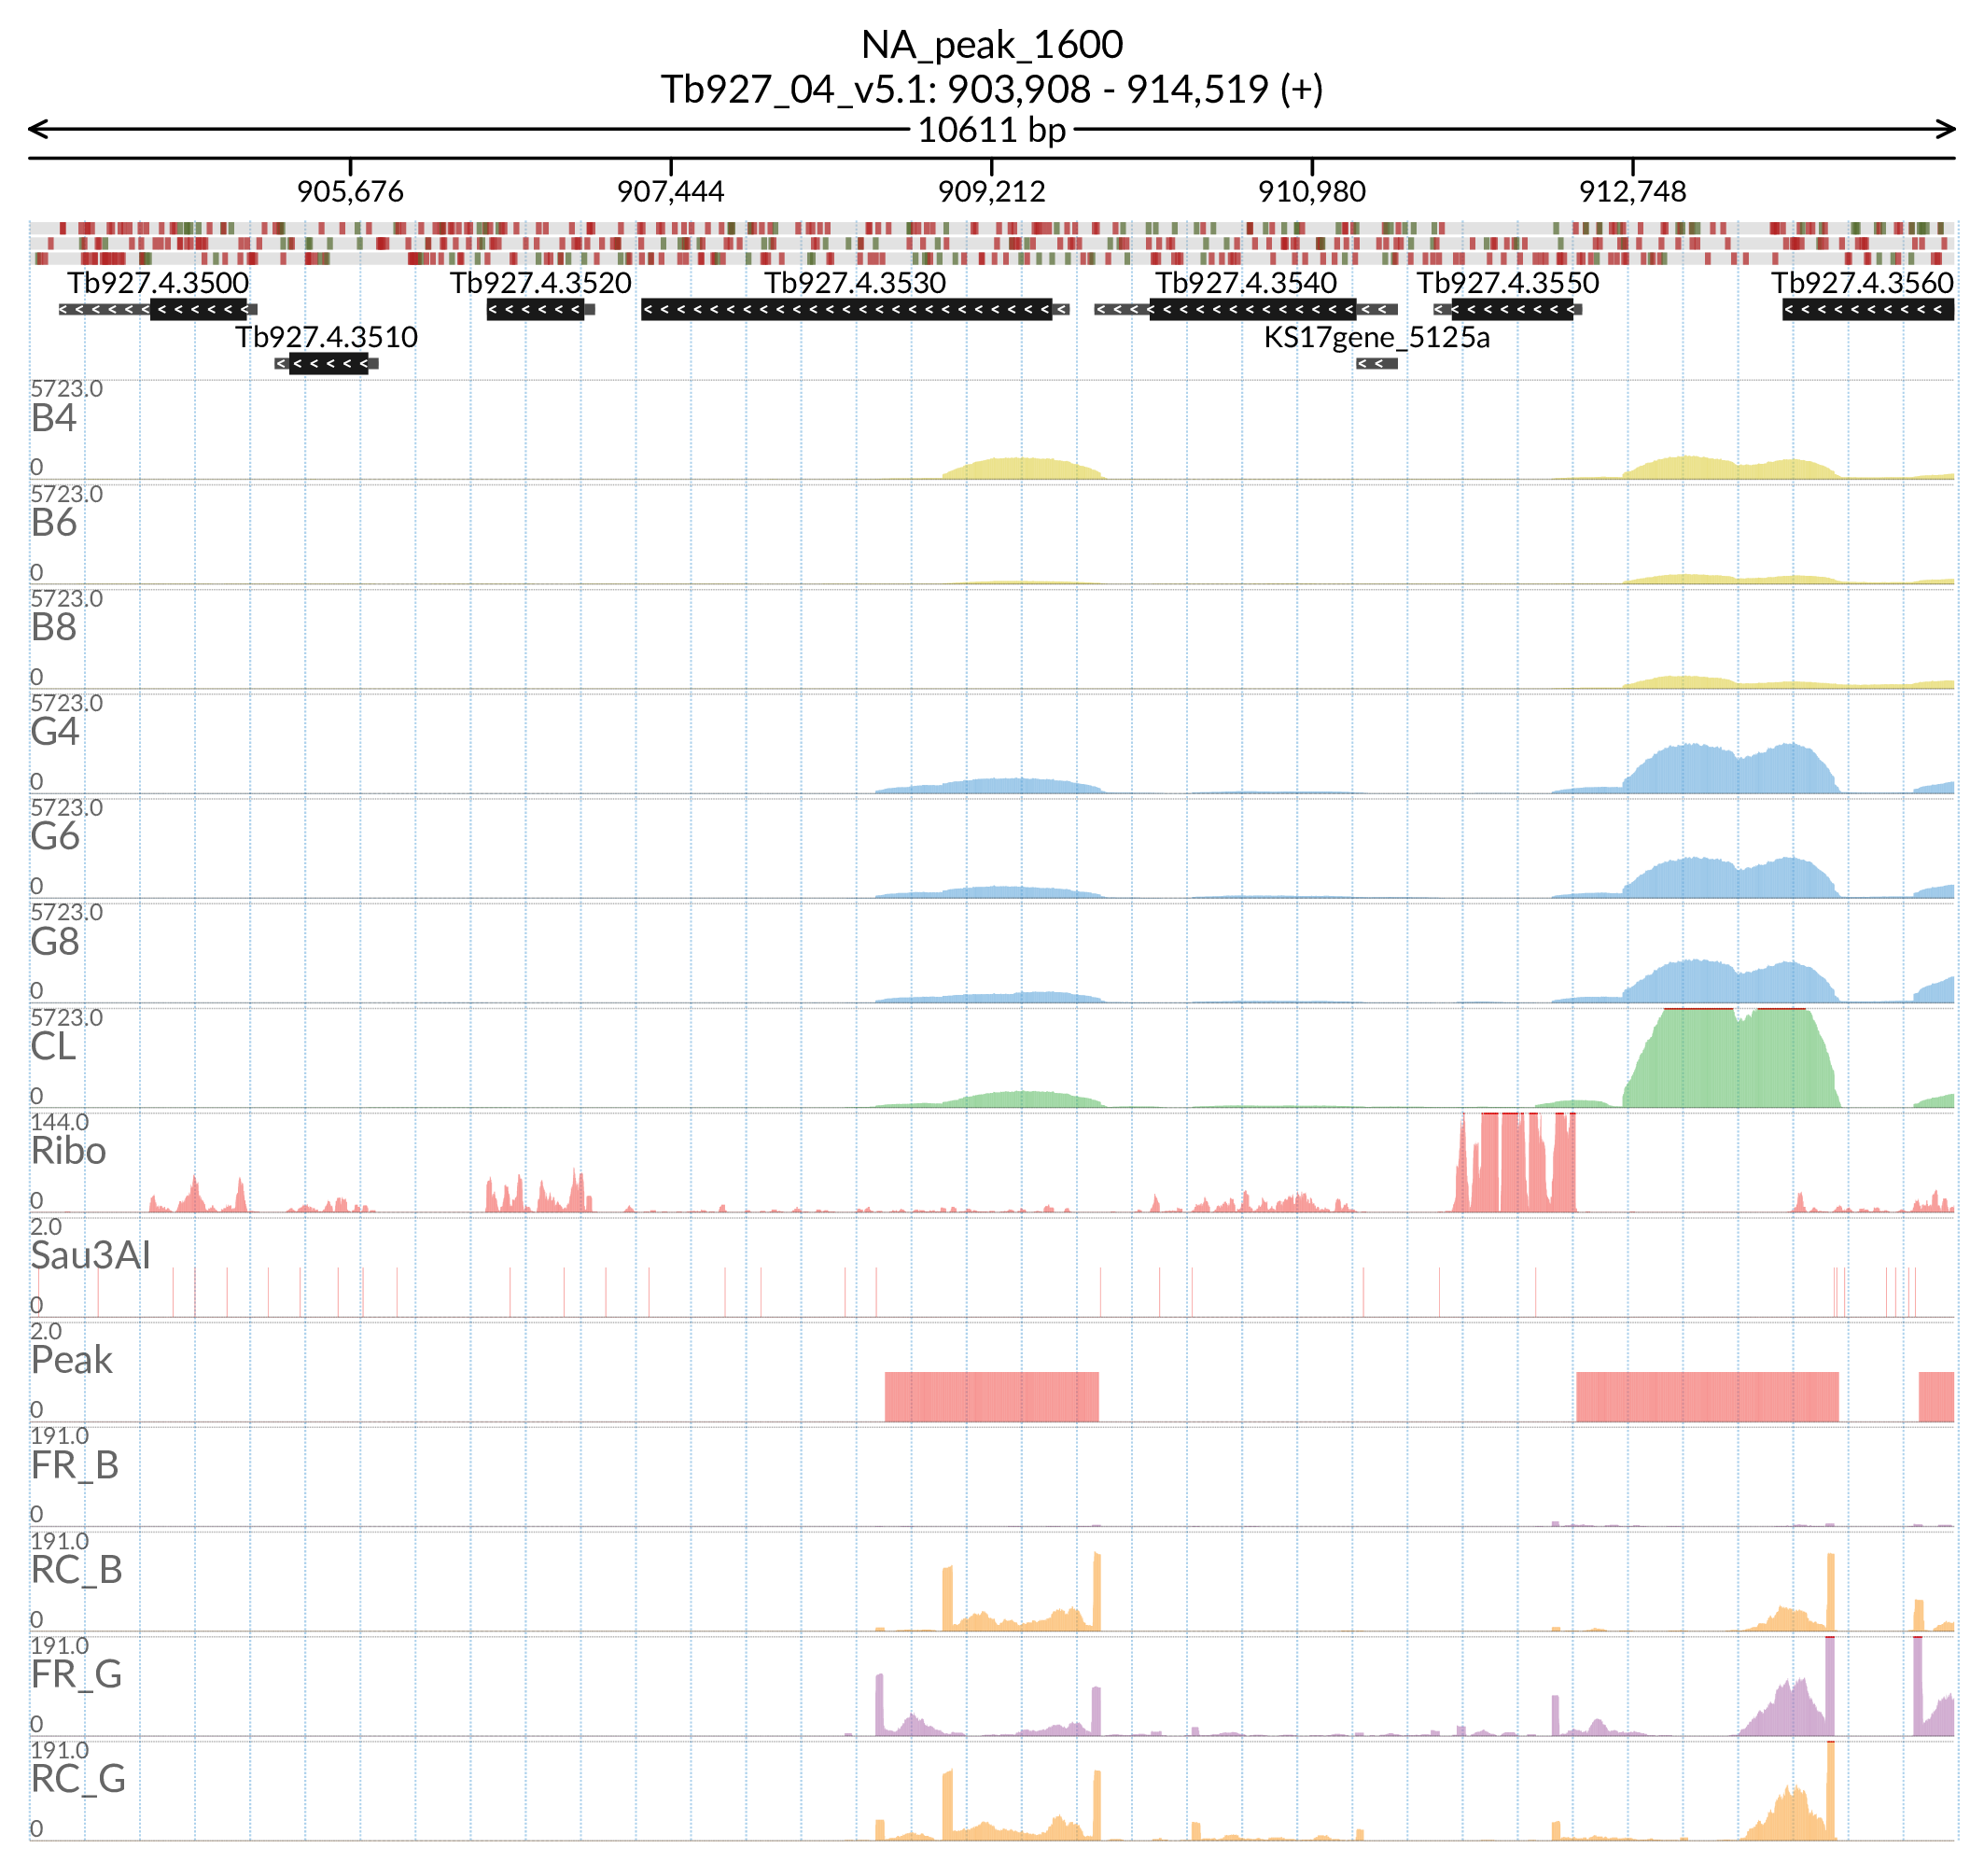 NA_peak_1600
Tb927_04_v5.1: 903,908 - 914,519 (+)
10611 bp
905,676 907,444 909,212 910,980 912,748
Tb927.4.3500 Tb927.4.3520 Tb927.4.3530 Tb927.4.3540 Tb927.4.3550 Tb927.4.3560
Tb927.4.3510 KS17gene_5125a
5723.0
B4
0
5723.0
B6
0
5723.0
B8
0
5723.0
G4
0
5723.0
G6
0
5723.0
G8
0
5723.0
CL
0
144.0
Ribo
0
2.0
Sau3AI
0
2.0
Peak
0
191.0
FR_B
0
191.0
RC_B
0
191.0
FR_G
0
191.0
RC_G
0